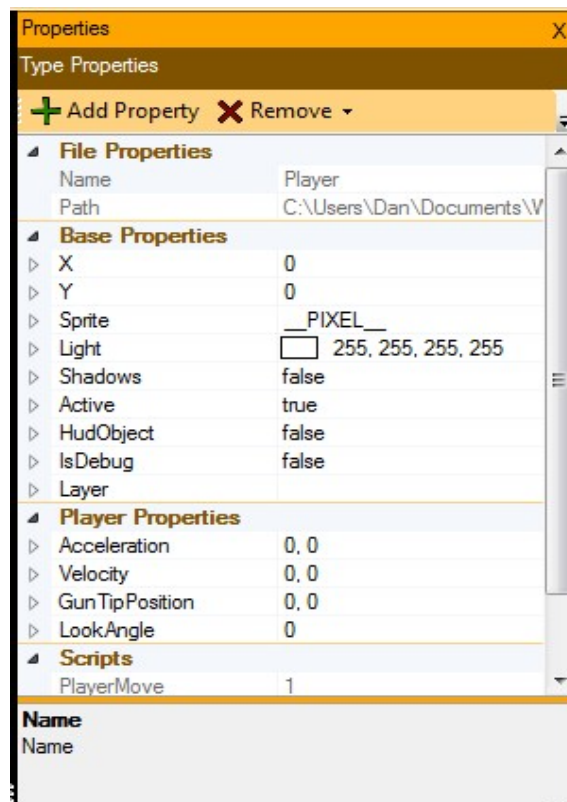 Properties X
Type Properties
Add Property Remove
File Properties
Name Player
Path C:\Users\Dan\Documents\W
Base Properties
X 0
Y 0
Sprite __PIXEL__
Light 255, 255, 255, 255
Shadows false
Active true
HudObject false
IsDebug false
Layer
Player Properties
Acceleration 0, 0
Velocity 0, 0
GunTipPosition 0, 0
LookAngle 0
Scripts
PlayerMove 1
Name
Name